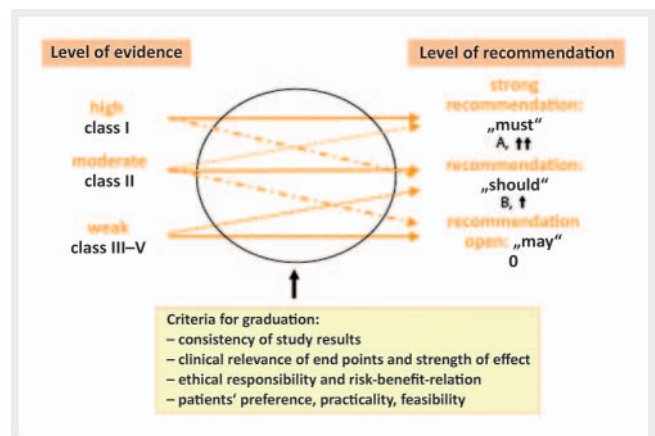 Level of evidence
Level of recommendation
high
class I
moderate
class II
weak
class III–V
strong
recommendation:
„must“
A, ⬆⬆
recommendation:
„should“
B, ⬆
recommendation
open: „may“
0
Criteria for graduation:
– consistency of study results
– clinical relevance of end points and strength of effect
– ethical responsibility and risk-benefit-relation
– patients‘ preference, practicality, feasibility